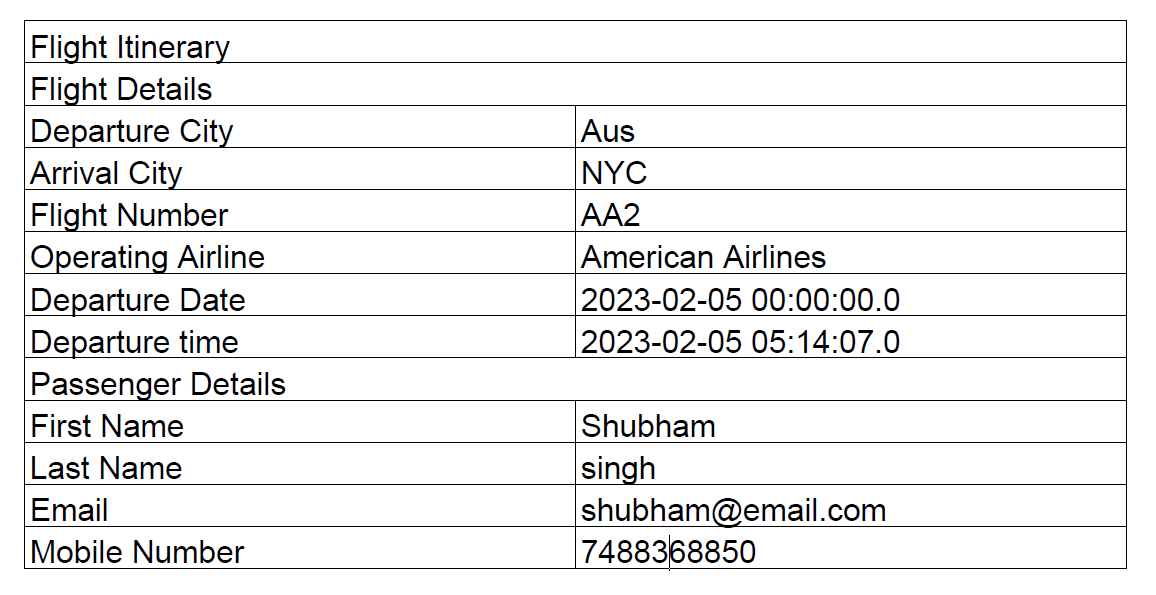 Flight Itinerary
Flight Details
Departure City Aus
Arrival City NYC
Flight Number AA2
Operating Airline American Airlines
Departure Date 2023-02-05 00:00:00.0
Departure time 2023-02-05 05:14:07.0
Passenger Details
First Name Shubham
Last Name singh
Email shubham@email.com
Mobile Number 7488368850